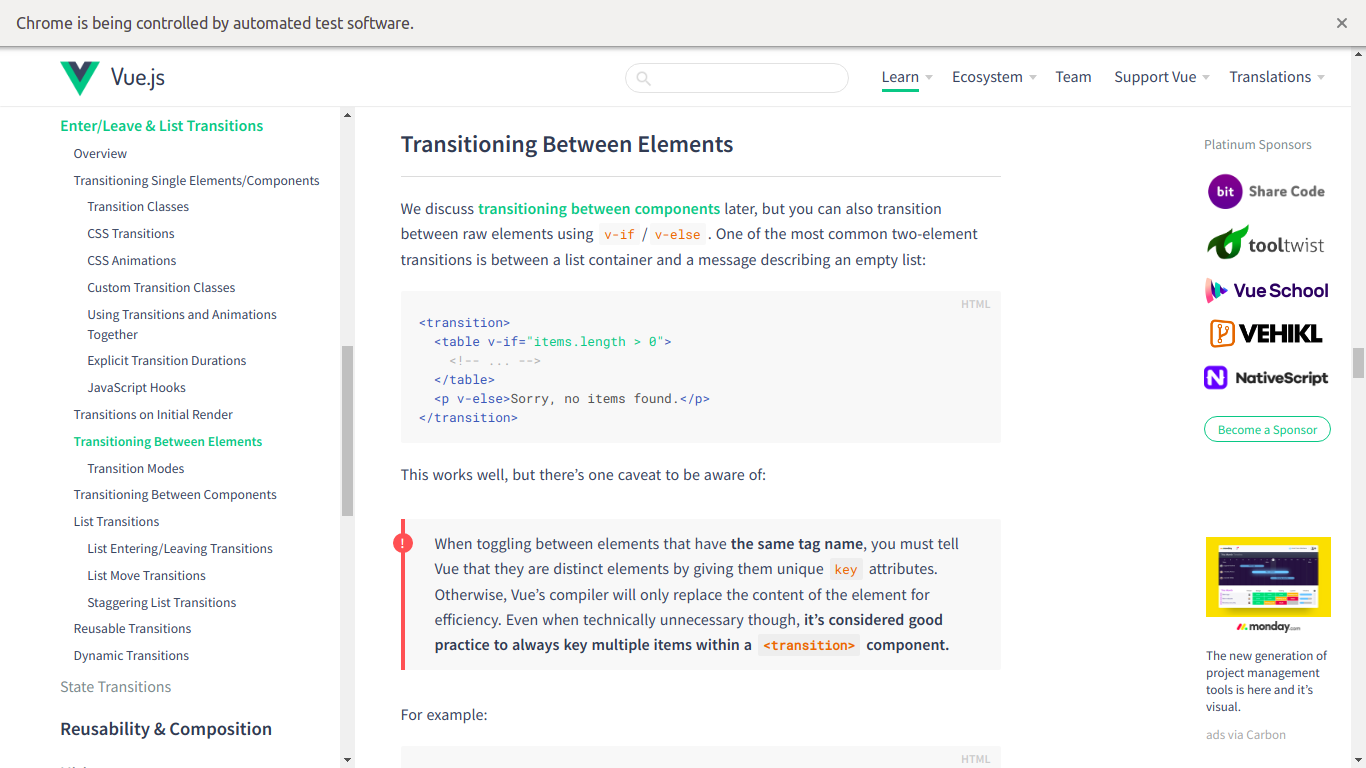 Chrome is being controlled by automated test software.
Vue.js
Learn
Ecosystem
Team
Support Vue
Translations
Enter/Leave & List Transitions
Overview
Transitioning Single Elements/Components
Transition Classes
CSS Transitions
CSS Animations
Custom Transition Classes
Using Transitions and Animations
Together
Explicit Transition Durations
JavaScript Hooks
Transitions on Initial Render
Transitioning Between Elements
Transition Modes
Transitioning Between Components
List Transitions
List Entering/Leaving Transitions
List Move Transitions
Staggering List Transitions
Reusable Transitions
Dynamic Transitions
State Transitions
Reusability & Composition
Transitioning Between Elements
We discuss transitioning between components later, but you can also transition
between raw elements using v-if / v-else . One of the most common two-element
transitions is between a list container and a message describing an empty list:
HTML
<transition>
<table v-if="items.length > 0">
<!-- ... -->
</table>
<p v-else>Sorry, no items found.</p>
</transition>
This works well, but there’s one caveat to be aware of:
!
When toggling between elements that have the same tag name, you must tell
Vue that they are distinct elements by giving them unique key attributes.
Otherwise, Vue’s compiler will only replace the content of the element for
efficiency. Even when technically unnecessary though, it’s considered good
practice to always key multiple items within a <transition> component.
For example:
HTML
Platinum Sponsors
bit Share Code
tooltwist
Vue School
VEHIKL
NativeScript
Become a Sponsor
monday.com
The new generation of
project management
tools is here and it’s
visual.
ads via Carbon